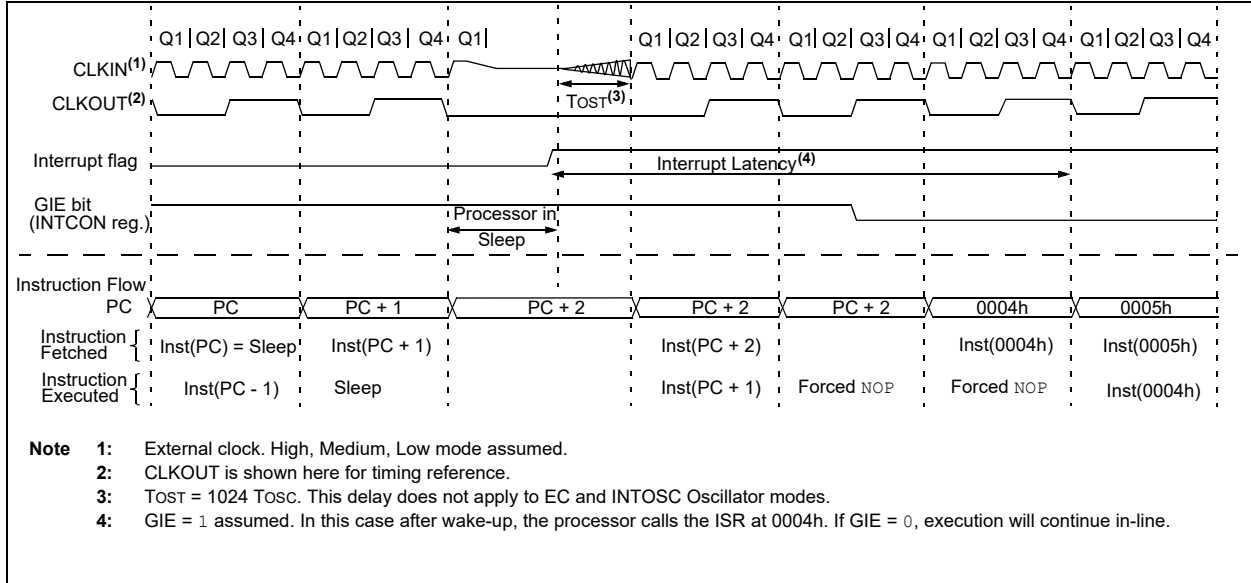 Q1 Q2 Q3 Q4 Q1 Q2 Q3 Q4 Q1 Q1 Q2 Q3 Q4 Q1 Q2 Q3 Q4 Q1 Q2 Q3 Q4 Q1 Q2 Q3 Q4
CLKIN(1)
CLKOUT(2)
TOST(3)
Interrupt flag
Interrupt Latency(4)
GIE bit
(INTCON reg.)
Processor in
Sleep
Instruction Flow
PC PC PC + 1 PC + 2 PC + 2 PC + 2 0004h 0005h
Instruction
Fetched
Inst(PC) = Sleep Inst(PC + 1) Inst(PC + 2) Inst(0004h) Inst(0005h)
Instruction
Executed
Inst(PC - 1) Sleep Inst(PC + 1) Forced NOP Forced NOP Inst(0004h)
Note 1: External clock. High, Medium, Low mode assumed.
2: CLKOUT is shown here for timing reference.
3: TOST = 1024 TOSC. This delay does not apply to EC and INTOSC Oscillator modes.
4: GIE = 1 assumed. In this case after wake-up, the processor calls the ISR at 0004h. If GIE = 0, execution will continue in-line.